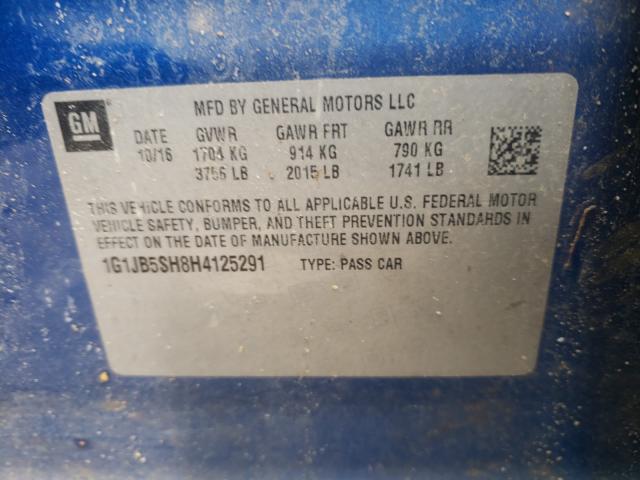 GM
MFD BY GENERAL MOTORS LLC
DATE GVWR GAWR FRT GAWR RR
10/16 1704 KG 914 KG 790 KG
3756 LB 2015 LB 1741 LB
THIS VEHICLE CONFORMS TO ALL APPLICABLE U.S. FEDERAL MOTOR
VEHICLE SAFETY, BUMPER, AND THEFT PREVENTION STANDARDS IN
EFFECT ON THE DATE OF MANUFACTURE SHOWN ABOVE.
1G1JB5SH8H4125291 TYPE: PASS CAR